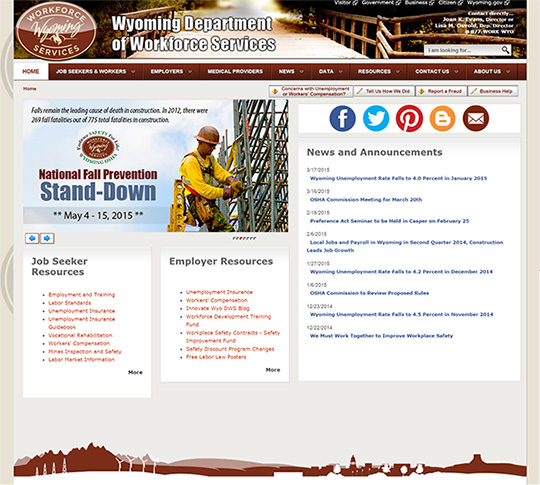 Visitor Government Business Citizen Wyoming.gov
WORKFORCE
Wyoming
SERVICES
Wyoming Department
of Workforce Services
Contact directly...
Joan K. Evans, Director or
Lisa M. Osvold, Dep. Director
@ 877.WORK WYO
I am looking for...
HOME JOB SEEKERS & WORKERS EMPLOYERS MEDICAL PROVIDERS NEWS DATA RESOURCES CONTACT US ABOUT US
Home
Concerns with Unemployment
or Workers' Compensation?
Tell Us How We Did
Report a Fraud
Business Help
Falls remain the leading cause of death in construction. In 2012, there were
269 fall fatalities out of 775 total fatalities in construction.
WYOMING OSHA
National Fall Prevention
Stand-Down
** May 4 - 15, 2015 **
News and Announcements
3/17/2015
Wyoming Unemployment Rate Falls to 4.0 Percent in January 2015
3/16/2015
OSHA Commission Meeting for March 20th
2/18/2015
Preference Act Seminar to be Held in Casper on February 25
2/6/2015
Local Jobs and Payroll in Wyoming in Second Quarter 2014, Construction
Leads Job Growth
1/27/2015
Wyoming Unemployment Rate Falls to 4.2 Percent in December 2014
1/6/2015
OSHA Commission to Review Proposed Rules
12/23/2014
Wyoming Unemployment Rate Falls to 4.5 Percent in November 2014
12/22/2014
We Must Work Together to Improve Workplace Safety
Job Seeker
Resources
Employment and Training
Labor Standards
Unemployment Insurance
Unemployment Insurance
Guidebook
Vocational Rehabilitation
Workers' Compensation
Mines Inspection and Safety
Labor Market Information
More
Employer Resources
Unemployment Insurance
Workers' Compensation
Innovate Wyo DWS Blog
Workforce Development Training
Fund
Workplace Safety Contracts - Safety
Improvement Fund
Safety Discount Program Changes
Free Labor Law Posters
More